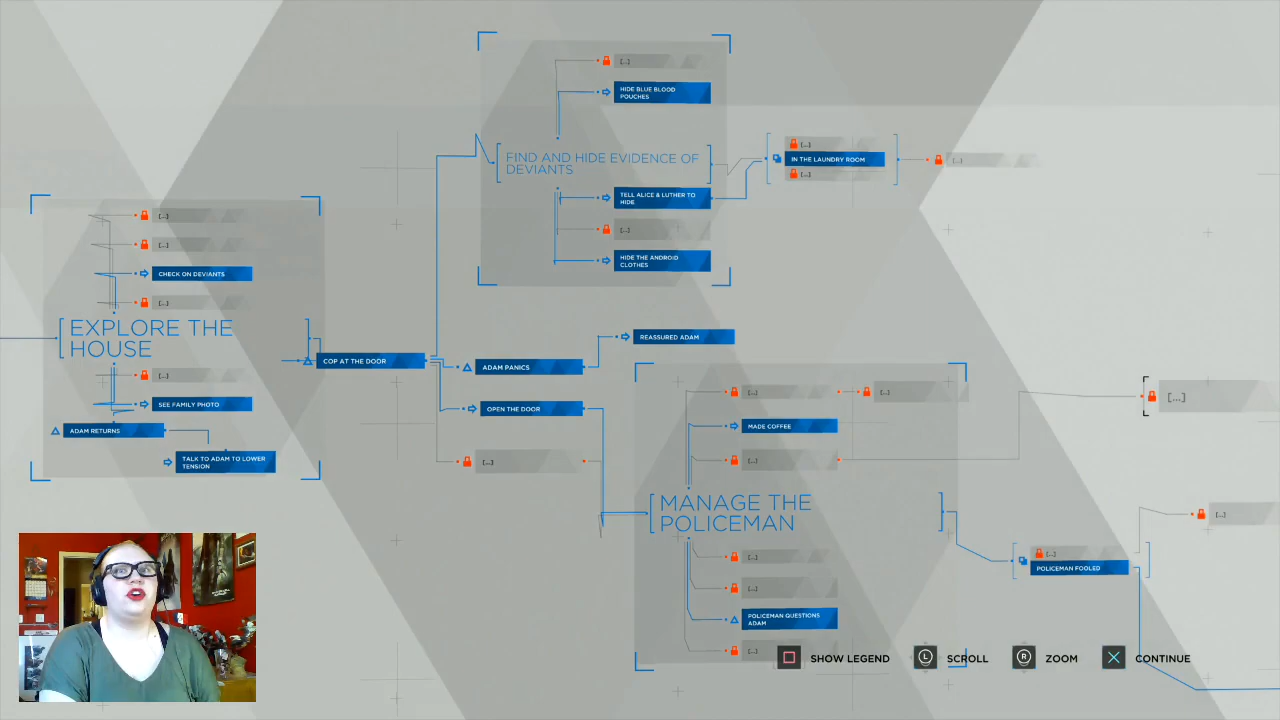 [...]
HIDE BLUE BLOOD
POUCHES
FIND AND HIDE EVIDENCE OF
DEVIANTS
[...]
IN THE LAUNDRY ROOM
[...]
[...]
TELL ALICE & LUTHER TO
HIDE
[...]
HIDE THE ANDROID
CLOTHES
[...]
[...]
CHECK ON DEVIANTS
[...]
EXPLORE THE
HOUSE
[...]
SEE FAMILY PHOTO
ADAM RETURNS
TALK TO ADAM TO LOWER
TENSION
COP AT THE DOOR
REASSURED ADAM
ADAM PANICS
OPEN THE DOOR
[...]
[...]
[...]
MADE COFFEE
[...]
MANAGE THE
POLICEMAN
[...]
[...]
POLICEMAN QUESTIONS
ADAM
[...]
[...]
[...]
[...]
POLICEMAN FOOLED
SHOW LEGEND
L
SCROLL
R
ZOOM
CONTINUE